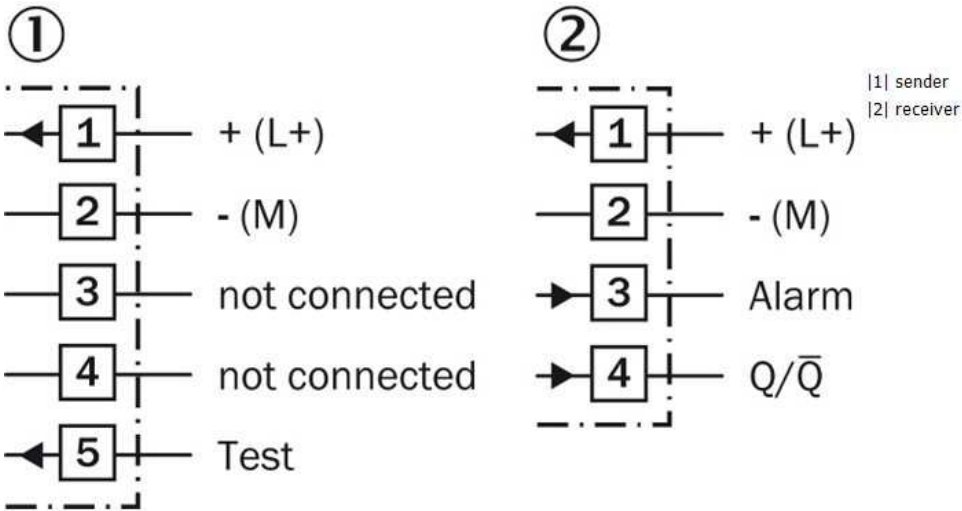 ① ②
|1| sender
|2| receiver
1 + (L+)
2 - (M)
3 not connected
4 not connected
5 Test
1 + (L+)
2 - (M)
3 Alarm
4 Q/Q̅